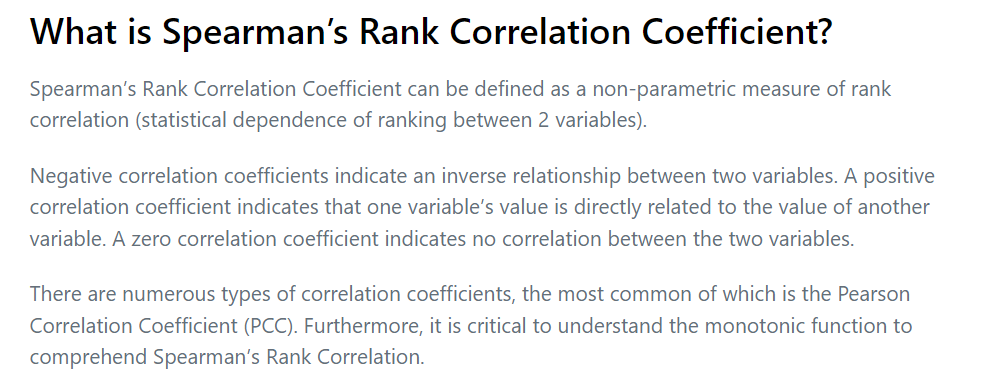 What is Spearman’s Rank Correlation Coefficient?
Spearman’s Rank Correlation Coefficient can be defined as a non-parametric measure of rank
correlation (statistical dependence of ranking between 2 variables).
Negative correlation coefficients indicate an inverse relationship between two variables. A positive
correlation coefficient indicates that one variable’s value is directly related to the value of another
variable. A zero correlation coefficient indicates no correlation between the two variables.
There are numerous types of correlation coefficients, the most common of which is the Pearson
Correlation Coefficient (PCC). Furthermore, it is critical to understand the monotonic function to
comprehend Spearman’s Rank Correlation.